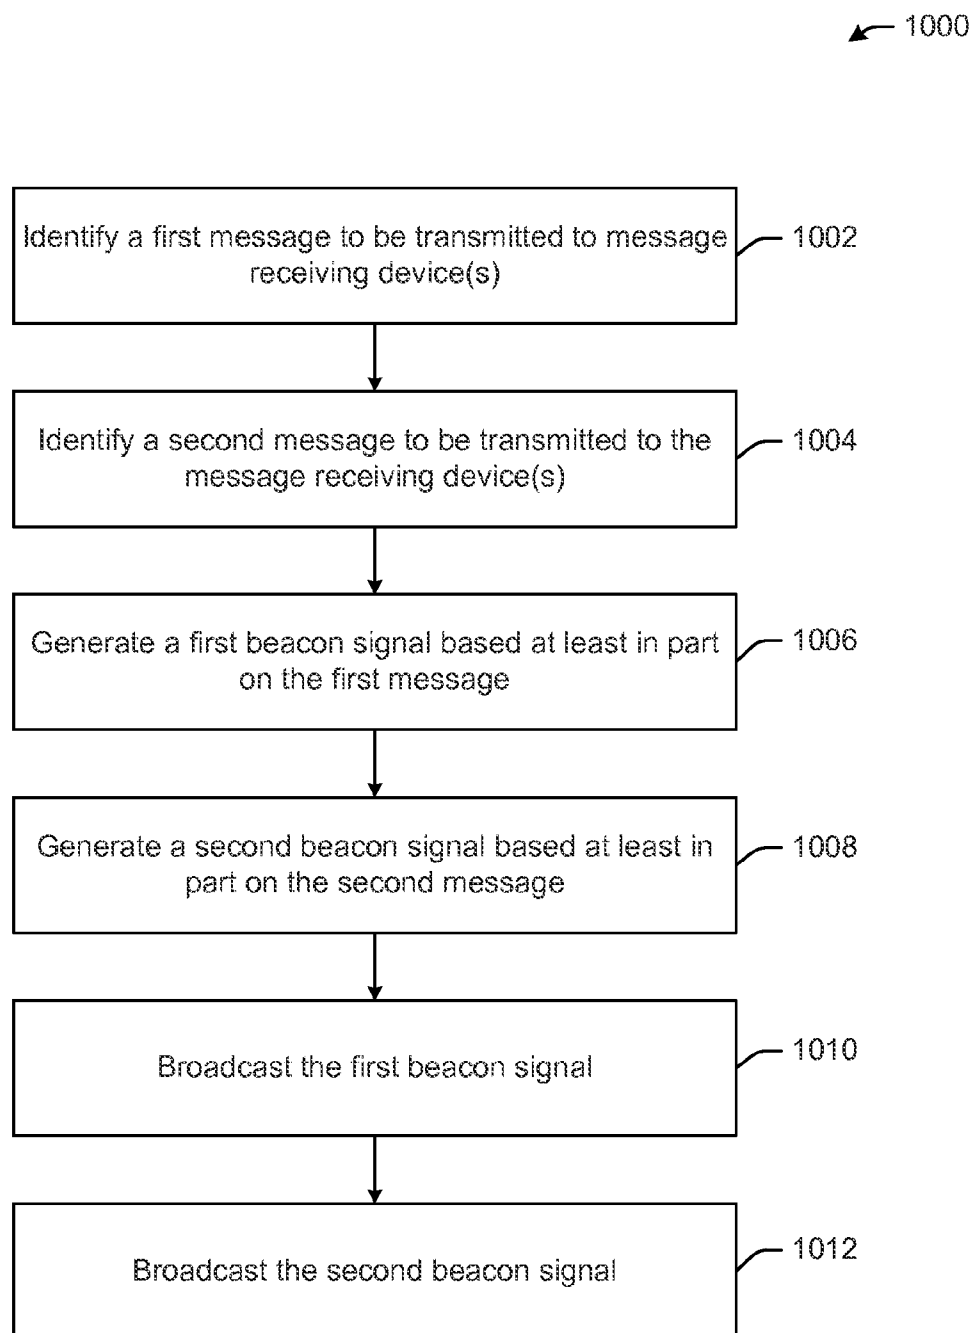 1000
Identify a first message to be transmitted to message
receiving device(s)
1002
Identify a second message to be transmitted to the
message receiving device(s)
1004
Generate a first beacon signal based at least in part
on the first message
1006
Generate a second beacon signal based at least in
part on the second message
1008
Broadcast the first beacon signal
1010
Broadcast the second beacon signal
1012